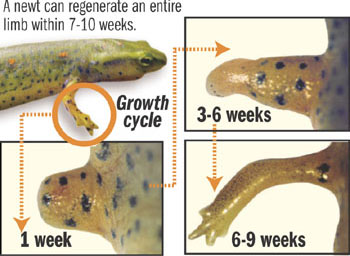 A newt can regenerate an entire
limb within 7-10 weeks.
Growth
cycle
1 week
3-6 weeks
6-9 weeks